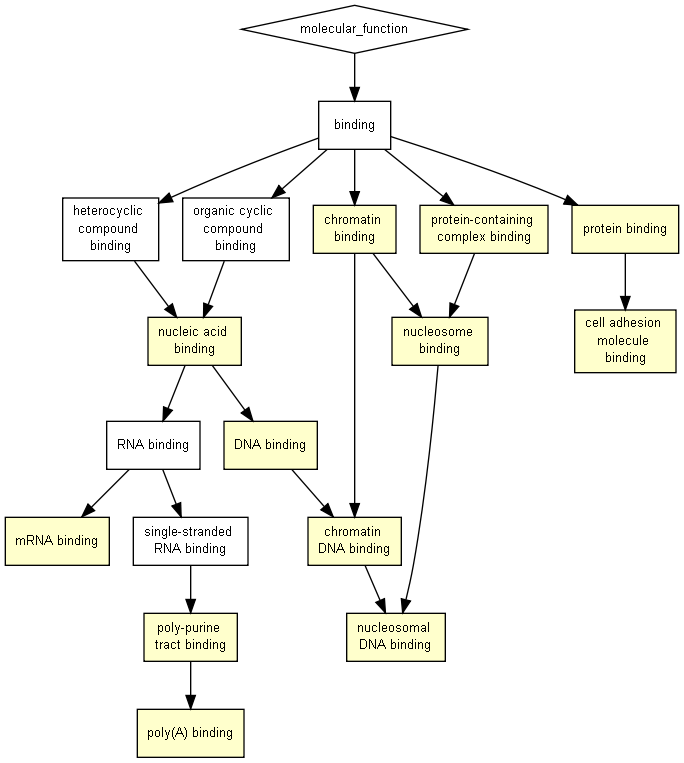 molecular_function
binding
heterocyclic
compound
binding
organic cyclic
compound
binding
chromatin
binding
protein-containing
complex binding
protein binding
nucleic acid
binding
nucleosome
binding
cell adhesion
molecule
binding
RNA binding
DNA binding
mRNA binding
single-stranded
RNA binding
chromatin
DNA binding
poly-purine
tract binding
nucleosomal
DNA binding
poly(A) binding